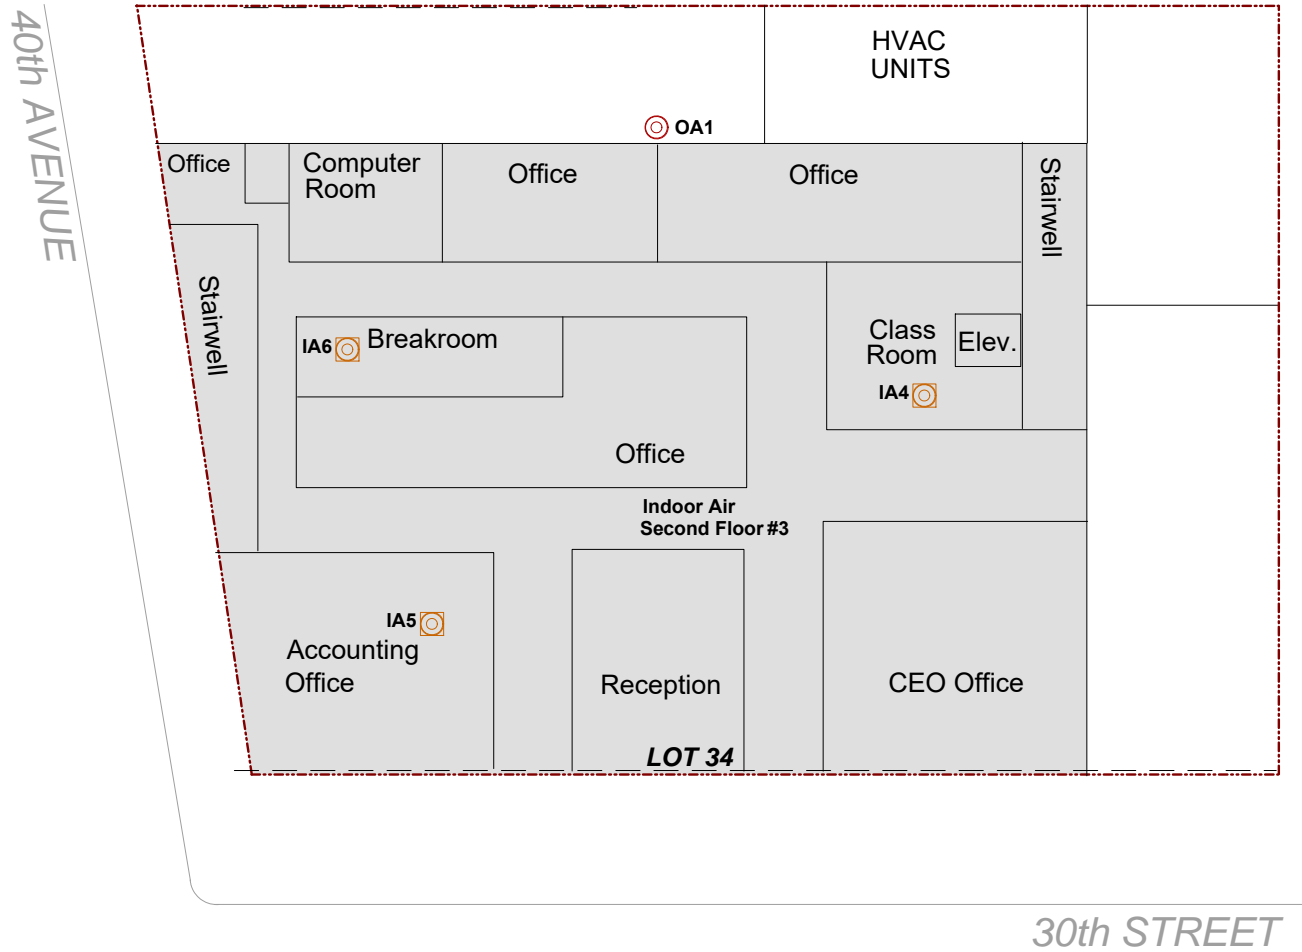 40th AVENUE
HVAC
UNITS
OA1
Office
Computer
Room
Office
Office
Stairwell
Stairwell
IA6
Breakroom
Class
Room
Elev.
IA4
Office
Indoor Air
Second Floor #3
IA5
Accounting
Office
Reception
CEO Office
LOT 34
30th STREET